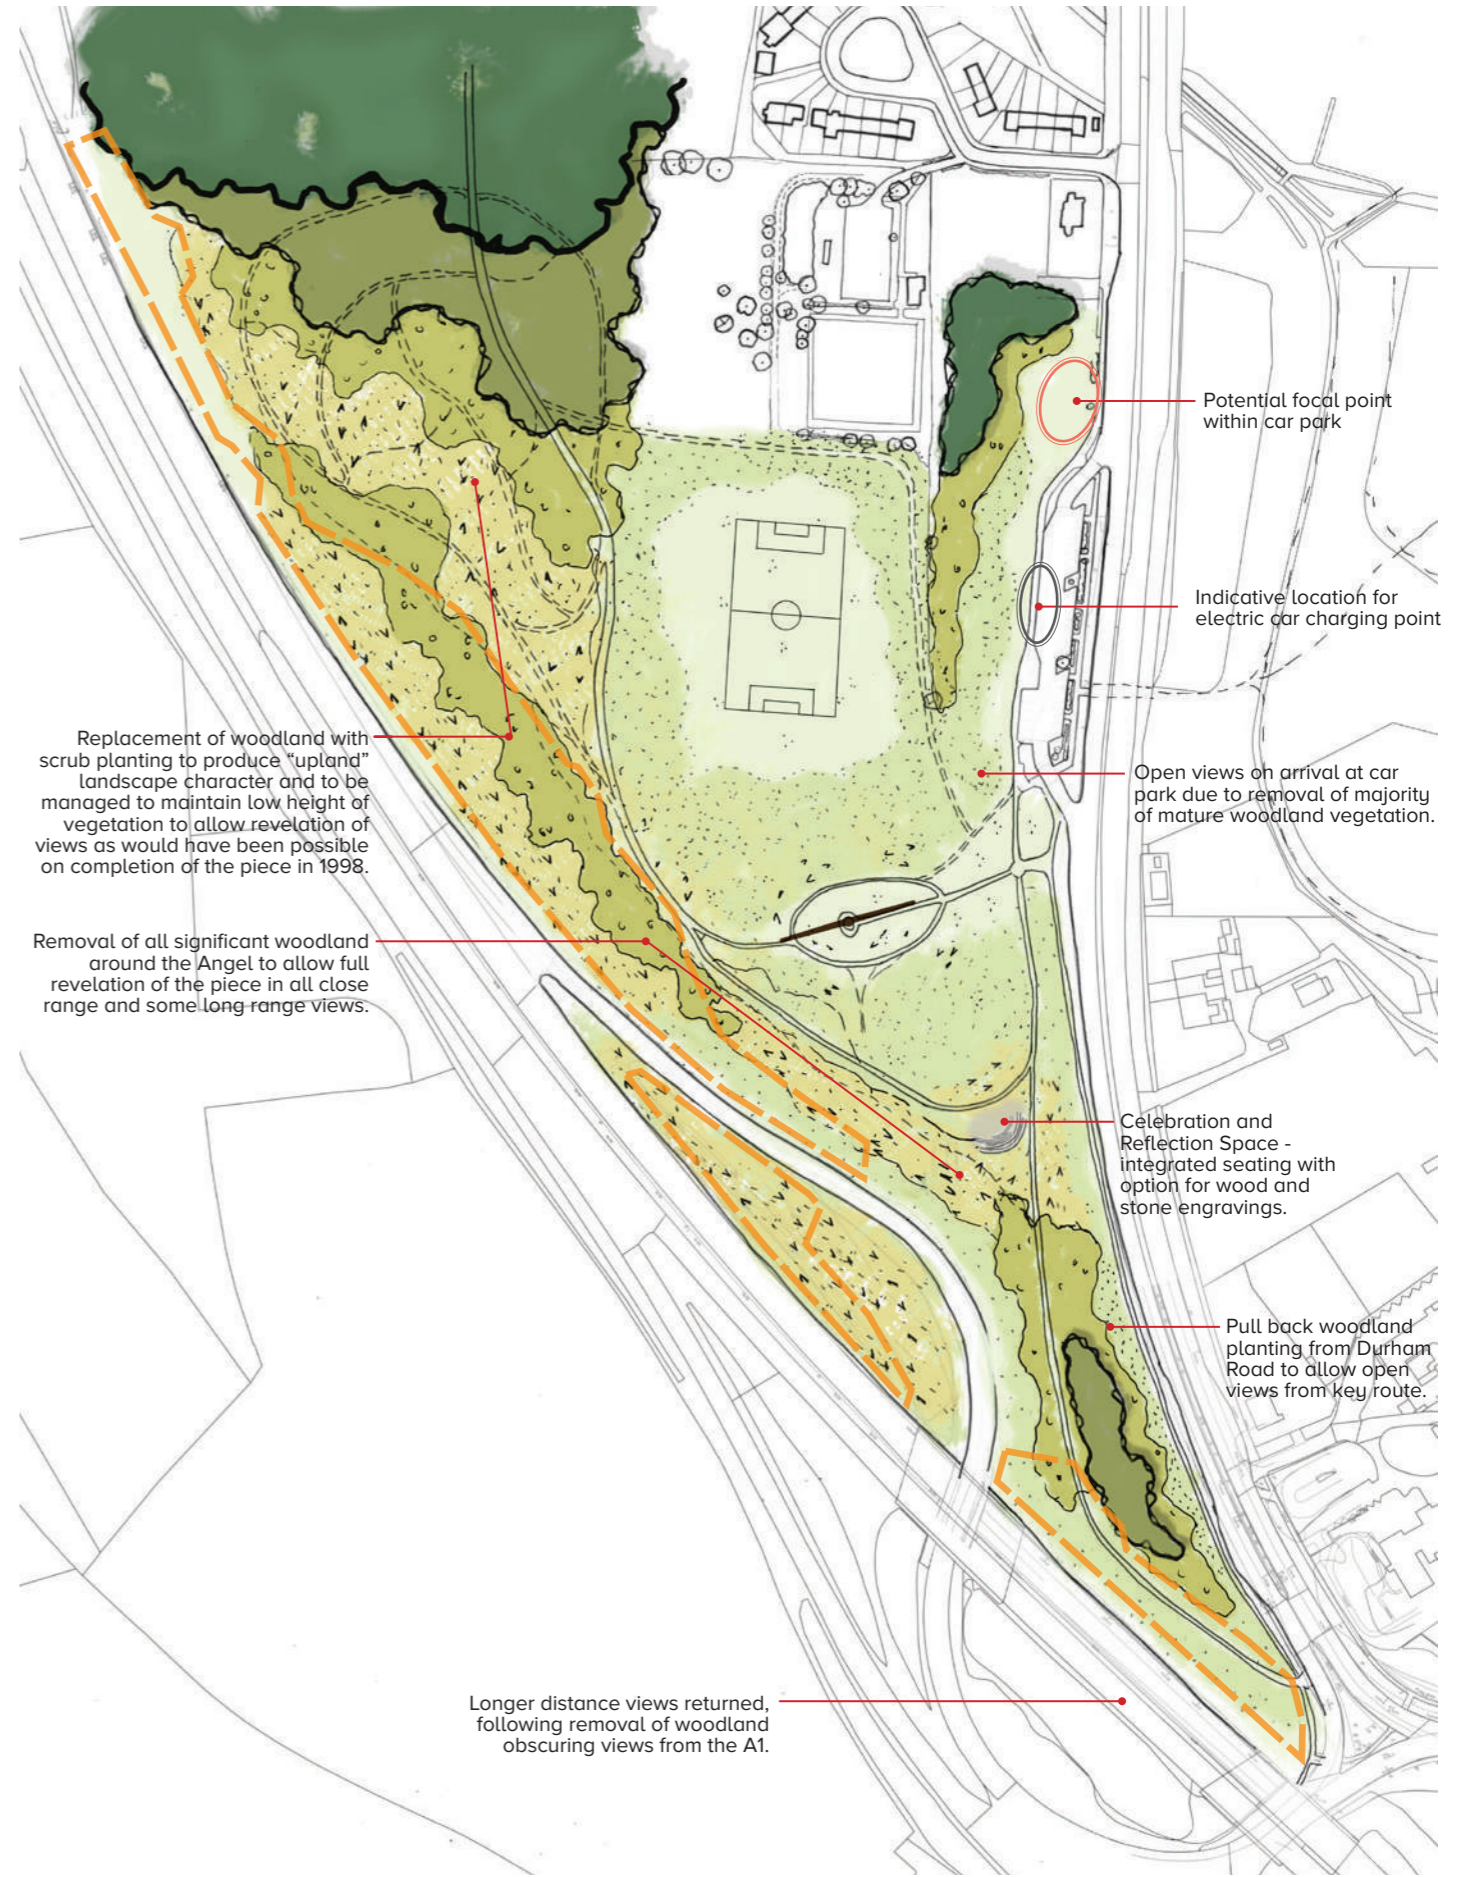 Potential focal point
within car park
Indicative location for
electric car charging point
Replacement of woodland with
scrub planting to produce “upland”
landscape character and to be
managed to maintain low height of
vegetation to allow revelation of
views as would have been possible
on completion of the piece in 1998.
Open views on arrival at car
park due to removal of majority
of mature woodland vegetation.
Removal of all significant woodland
around the Angel to allow full
revelation of the piece in all close
range and some long range views.
Celebration and
Reflection Space -
integrated seating with
option for wood and
stone engravings.
Pull back woodland
planting from Durham
Road to allow open
views from key route.
Longer distance views returned,
following removal of woodland
obscuring views from the A1.